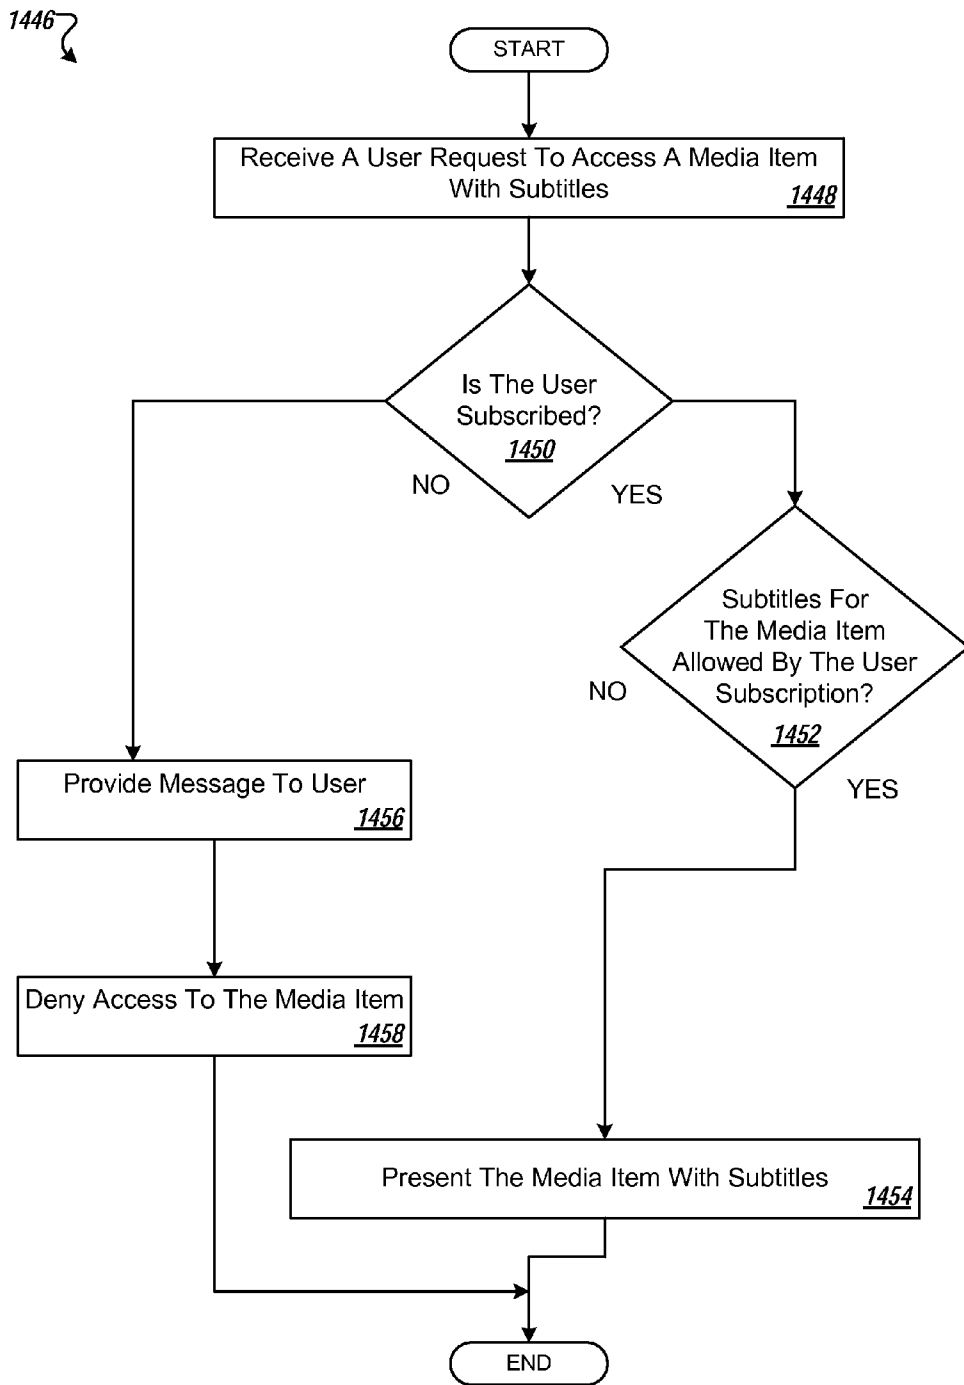 1446
START
Receive A User Request To Access A Media Item
With Subtitles
1448
Is The User
Subscribed?
1450
NO
YES
Subtitles For
The Media Item
Allowed By The User
Subscription?
1452
NO
YES
Provide Message To User
1456
Deny Access To The Media Item
1458
Present The Media Item With Subtitles
1454
END